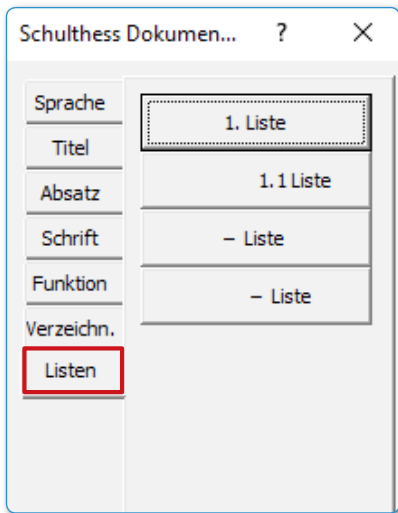 Schulthess Dokumen... ? ×
Sprache
Titel
Absatz
Schrift
Funktion
Verzeichn.
Listen
1. Liste
1.1 Liste
– Liste
– Liste